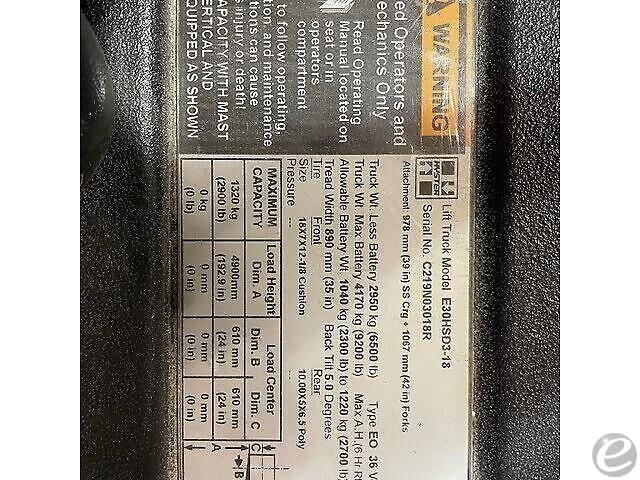 WARNING
ed Operators and
echanics Only
Read Operating
Manual located on
seat or in
operators
compartment
to follow operating,
tion, and maintenance
tions can cause
s injury or death!
APACITY WITH MAST
ERTICAL AND
QUIPPED AS SHOWN
HYSTER
Lift Truck Model E30HSD3-18
Serial No. C219N03018R
Attachment: 978 mm (39 in) SS Crg + 1067 mm (42 in) Forks
Truck Wt. Less Battery 2950 kg (6500 lb) Type EO 36 V
Truck Wt. Max Battery 4170 kg (9200 lb) Max A.H.(6 Hr R
Allowable Battery Wt. 1040 kg (2300 lb) to 1220 kg (2700 lb
Tread Width 890 mm (35 in) Back Tilt 5.0 Degrees
Tire Front Rear
Size 18X7X12-1/8 Cushion 10.00X5X6.5 Poly
Pressure --- ---
MAXIMUM CAPACITY Load Height Dim. A Load Center Dim. B Dim. C
1320 kg 4900mm 610 mm 610 mm
(2900 lb) (192.9 in) (24 in) (24 in)
0 kg 0 mm 0 mm 0 mm
(0 lb) (0 in) (0 in) (0 in)
C
B
A
e